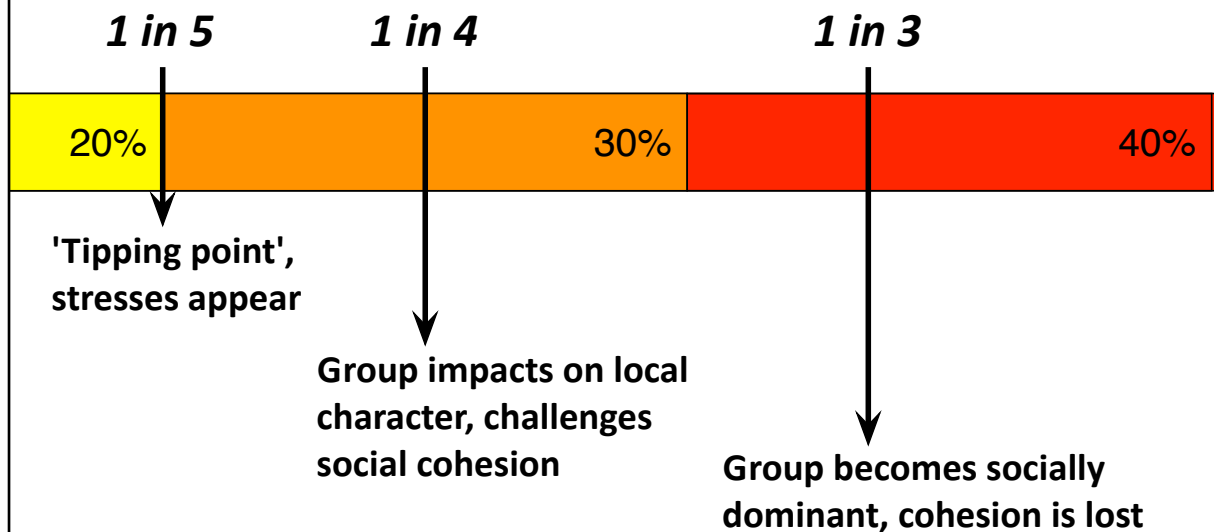 1 in 5
1 in 4
1 in 3
20%
30%
40%
'Tipping point',
stresses appear
Group impacts on local
character, challenges
social cohesion
Group becomes socially
dominant, cohesion is lost